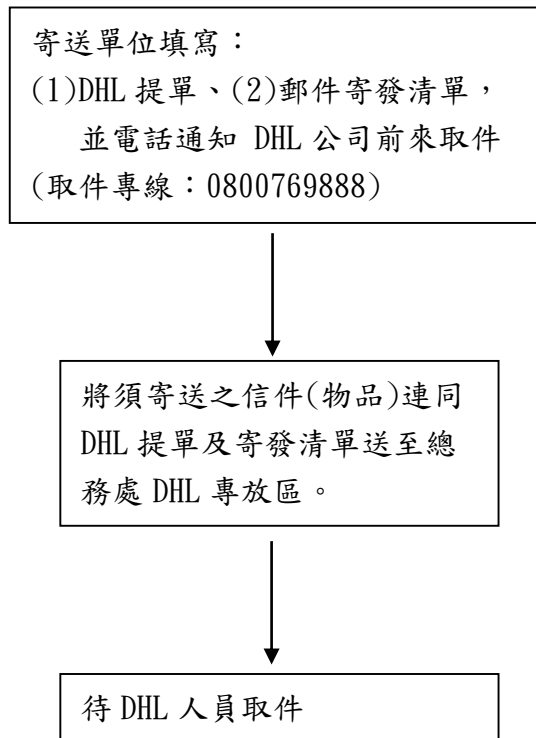 寄送單位填寫：
(1)DHL 提單、(2)郵件寄發清單，
並電話通知 DHL 公司前來取件
(取件專線：0800769888)
將須寄送之信件(物品)連同
DHL 提單及寄發清單送至總
務處 DHL 專放區。
待 DHL 人員取件